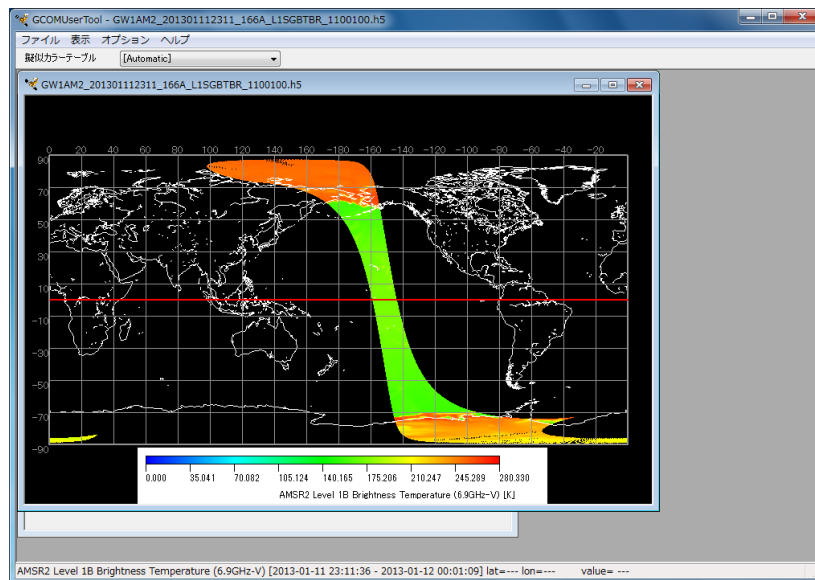 GCOMUserTool - GW1AM2_201301112311_166A_L1SGBTBR_1100100.h5
ファイル 表示 オプション ヘルプ
擬似カラーテーブル [Automatic]
GW1AM2_201301112311_166A_L1SGBTBR_1100100.h5
0 20 40 60 80 100 120 140 160 -180 -160 -140 -120 -100 -80 -60 -40 -20
90
70
50
30
10
-10
-30
-50
-70
-90
0.000 35.041 70.082 105.124 140.165 175.206 210.247 245.289 280.330
AMSR2 Level 1B Brightness Temperature (6.9GHz-V) [K]
AMSR2 Level 1B Brightness Temperature (6.9GHz-V) [2013-01-11 23:11:36 - 2013-01-12 00:01:09] lat=--- lon=--- value= ---